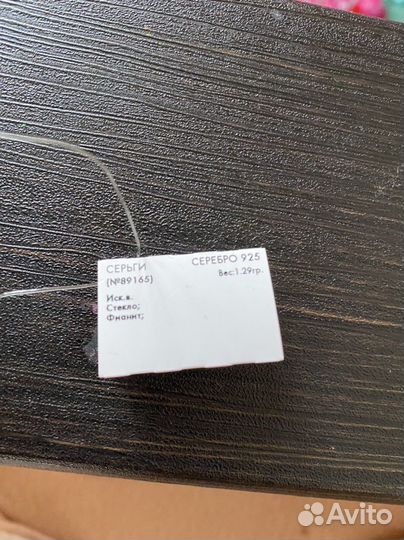 СЕРЬГИ СЕРЕБРО 925
(№89165) Вес:1.29гр.
Иск.в.
Стекло;
Фианит;
Avito